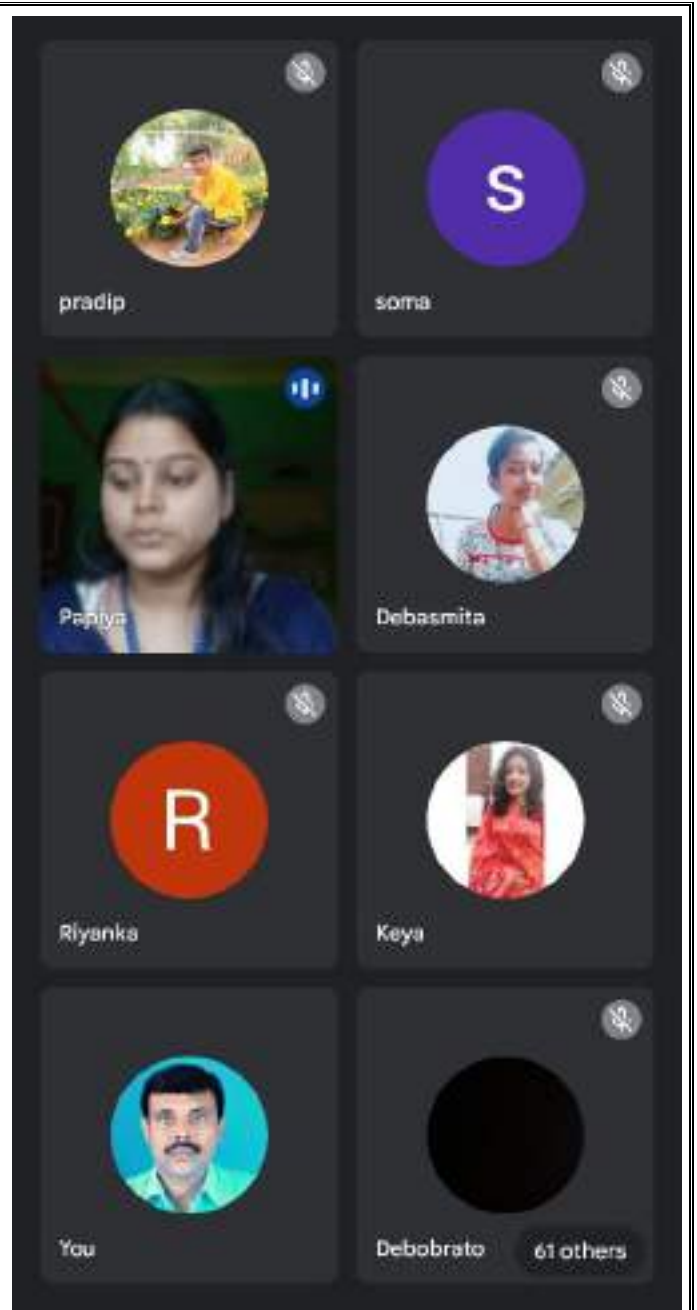 pradip
S
soma
Papiya
Debasmita
R
Riyanka
Keya
You
Debobrato
61 others